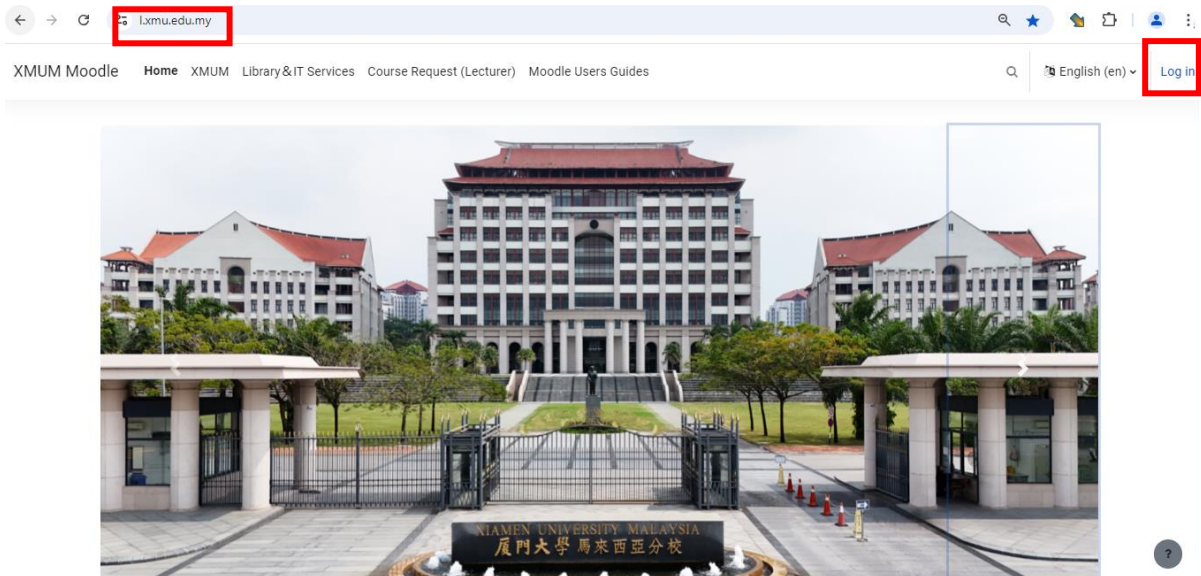 l.xmu.edu.my
XMUM Moodle Home XMUM Library & IT Services Course Request (Lecturer) Moodle Users Guides English (en) Log in
XIAMEN UNIVERSITY MALAYSIA
廈門大學馬來西亞分校
?